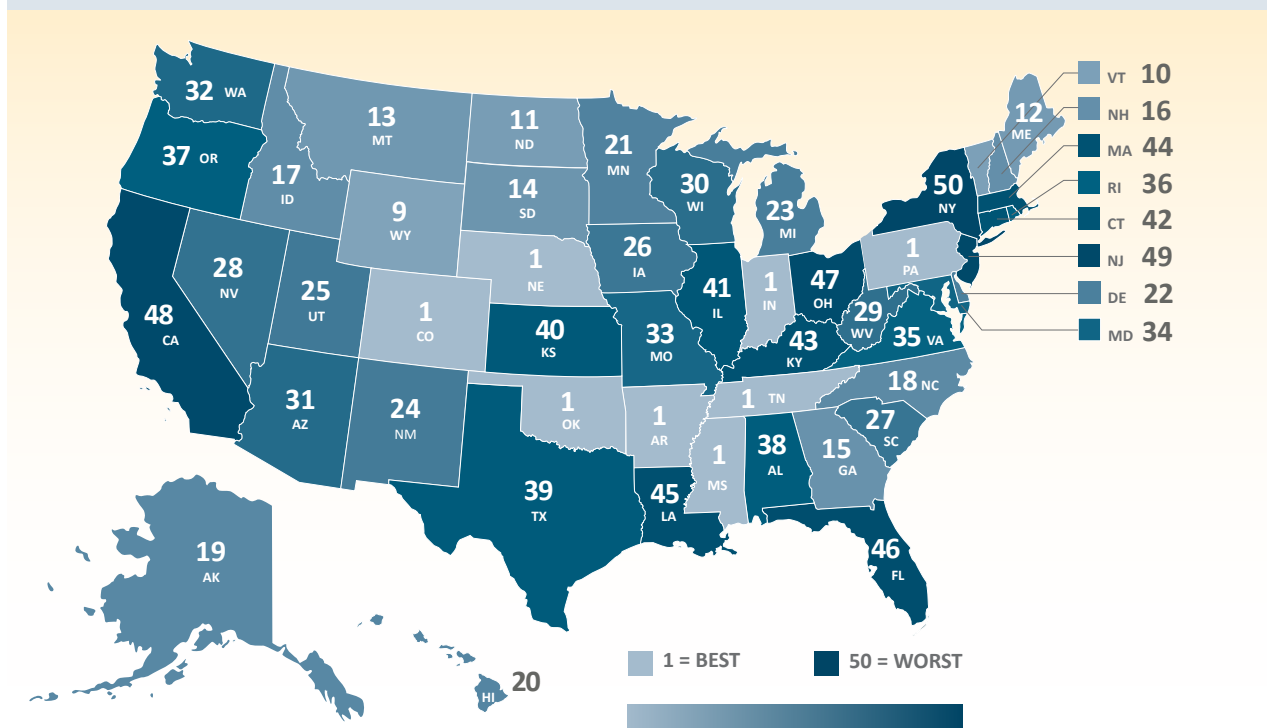 32 WA
37 OR
48
CA
28
NV
17
ID
13
MT
9
WY
25
UT
31
AZ
1
CO
24
NM
11
ND
14
SD
1
NE
40
KS
1
OK
39
TX
21
MN
26
IA
33
MO
1
AR
45
LA
30
WI
41
IL
23
MI
1
IN
47
OH
43
KY
1 TN
1
MS
38
AL
15
GA
46
FL
27
SC
18 NC
35 VA
29
WV
1
PA
50
NY
12
ME
VT 10
NH 16
MA 44
RI 36
CT 42
NJ 49
DE 22
MD 34
19
AK
HI 20
1 = BEST
50 = WORST